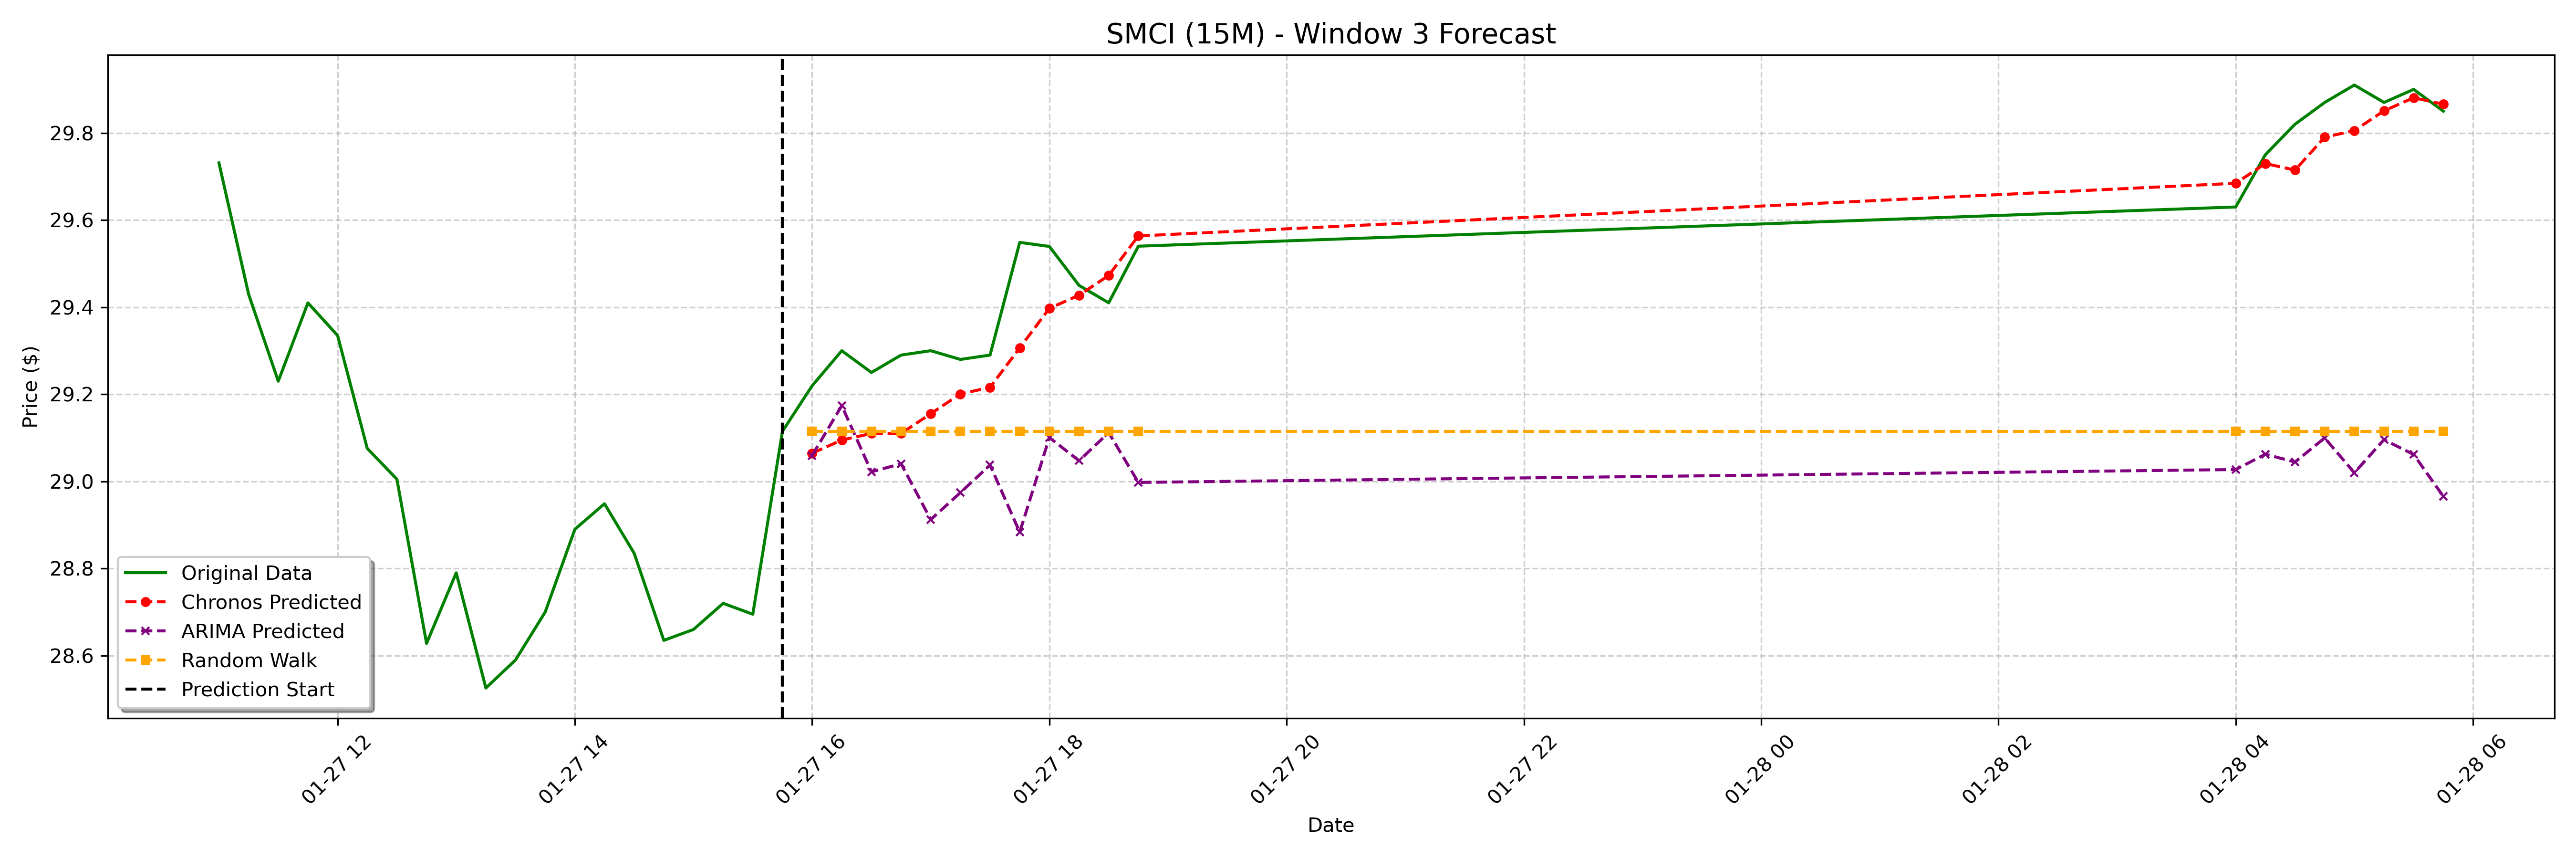 SMCI (15M) - Window 3 Forecast
Price ($)
29.8
29.6
29.4
29.2
29.0
28.8
28.6
Original Data
Chronos Predicted
ARIMA Predicted
Random Walk
Prediction Start
01-27 12
01-27 14
01-27 16
01-27 18
01-27 20
01-27 22
01-28 00
01-28 02
01-28 04
01-28 06
Date